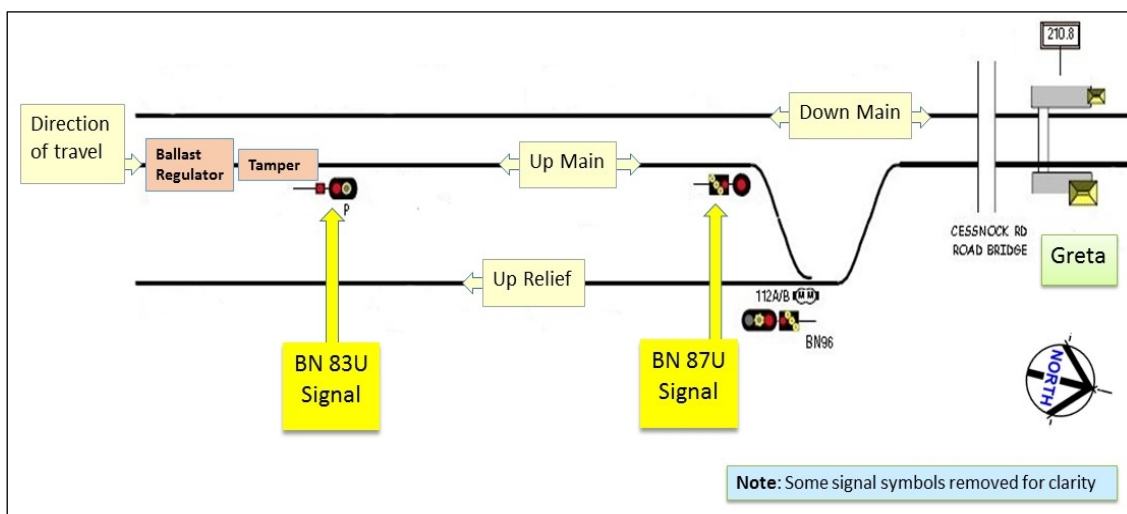 210.8
Down Main
Direction
of travel
Ballast
Regulator
Tamper
Up Main
P
CESSNOCK RD
ROAD BRIDGE
Greta
Up Relief
112A/B
M M
BN96
BN 83U
Signal
BN 87U
Signal
NORTH
Note: Some signal symbols removed for clarity